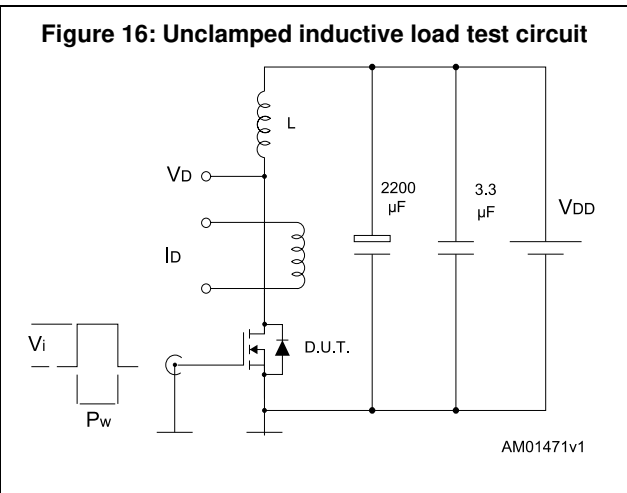 Figure 16: Unclamped inductive load test circuit
L
VD
2200
µF
3.3
µF
VDD
ID
Vi
D.U.T.
Pw
AM01471v1